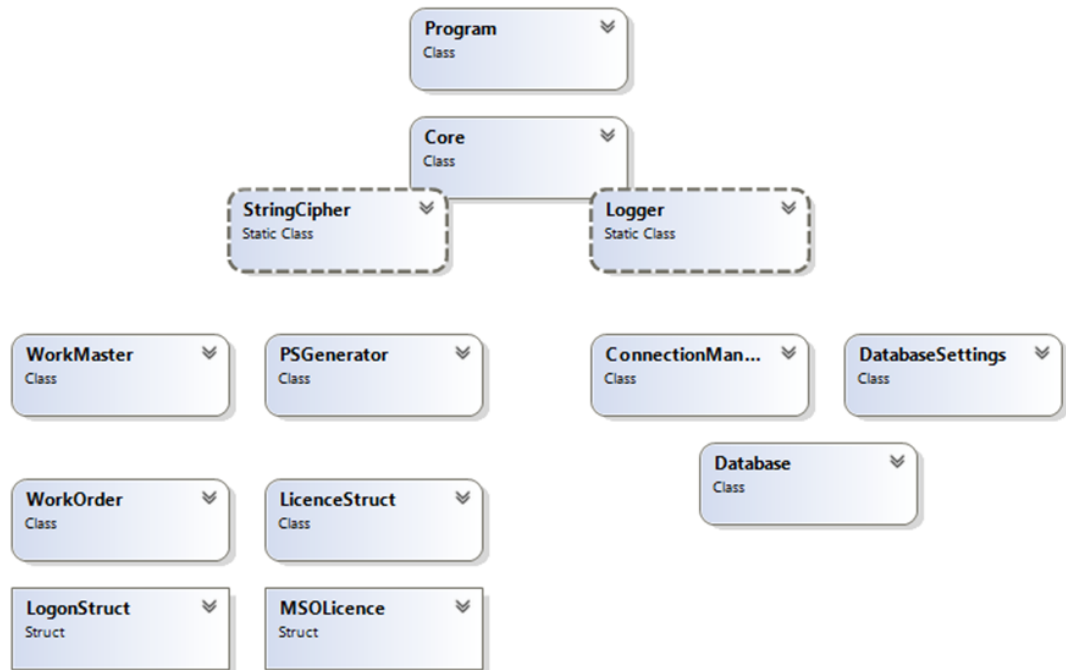 Program
Class
Core
Class
StringCipher
Static Class
Logger
Static Class
WorkMaster
Class
PSGenerator
Class
ConnectionMan...
Class
DatabaseSettings
Class
Database
Class
WorkOrder
Class
LicenceStruct
Class
LogonStruct
Struct
MSOLicence
Struct